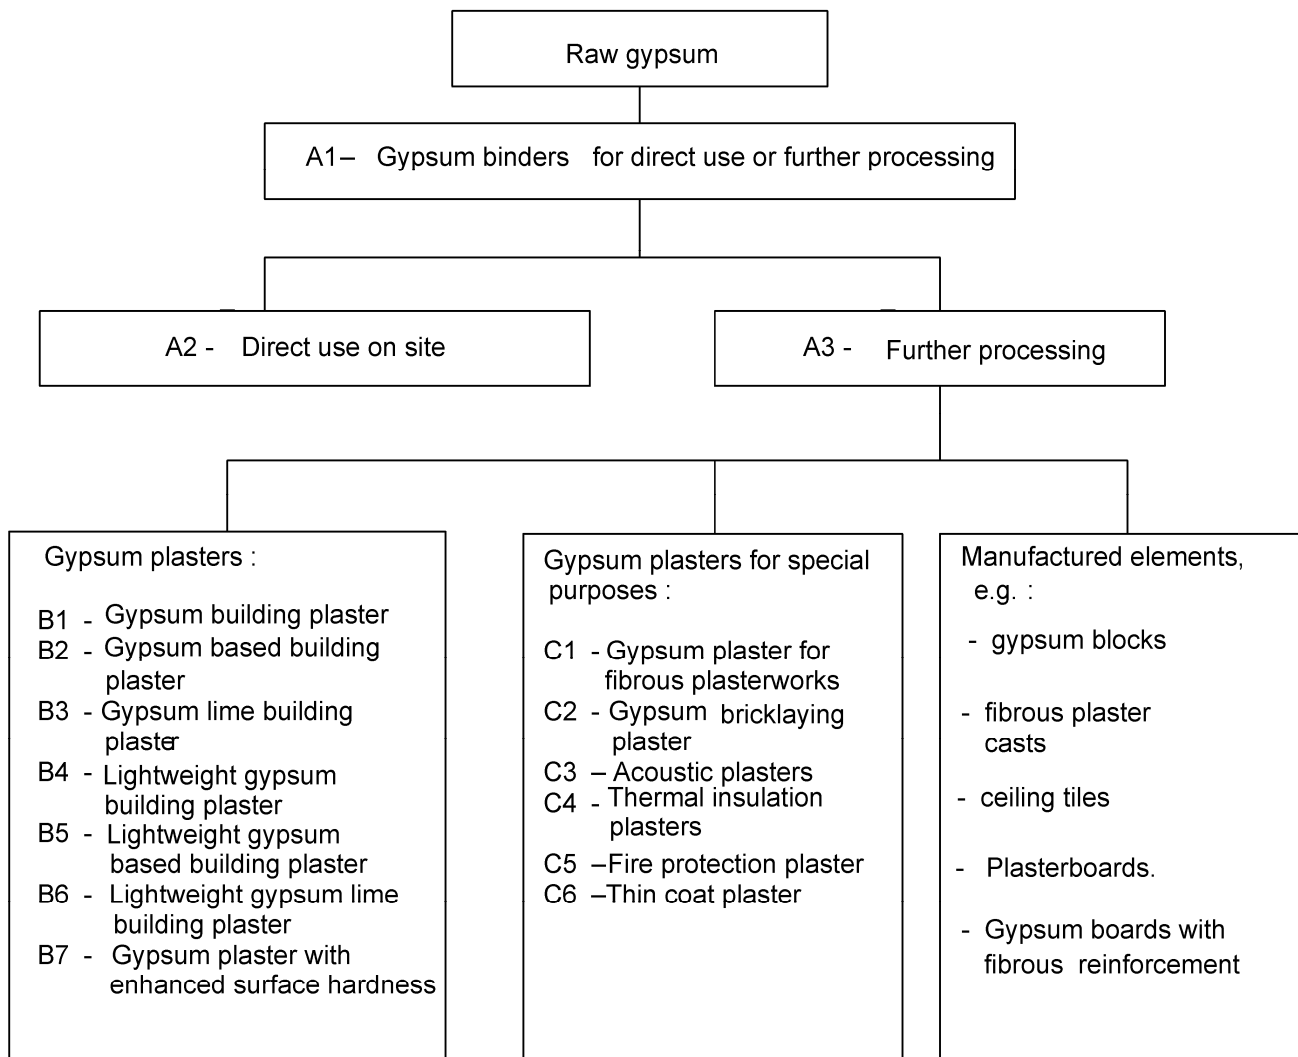 Raw gypsum
A1– Gypsum binders for direct use or further processing
A2 - Direct use on site
A3 - Further processing
Gypsum plasters :
B1 - Gypsum building plaster
B2 - Gypsum based building
plaster
B3 - Gypsum lime building
plaster
B4 - Lightweight gypsum
building plaster
B5 - Lightweight gypsum
based building plaster
B6 - Lightweight gypsum lime
building plaster
B7 - Gypsum plaster with
enhanced surface hardness
Gypsum plasters for special
purposes :
C1 - Gypsum plaster for
fibrous plasterworks
C2 - Gypsum bricklaying
plaster
C3 – Acoustic plasters
C4 - Thermal insulation
plasters
C5 –Fire protection plaster
C6 –Thin coat plaster
Manufactured elements,
e.g. :
- gypsum blocks
- fibrous plaster
casts
- ceiling tiles
- Plasterboards.
- Gypsum boards with
fibrous reinforcement